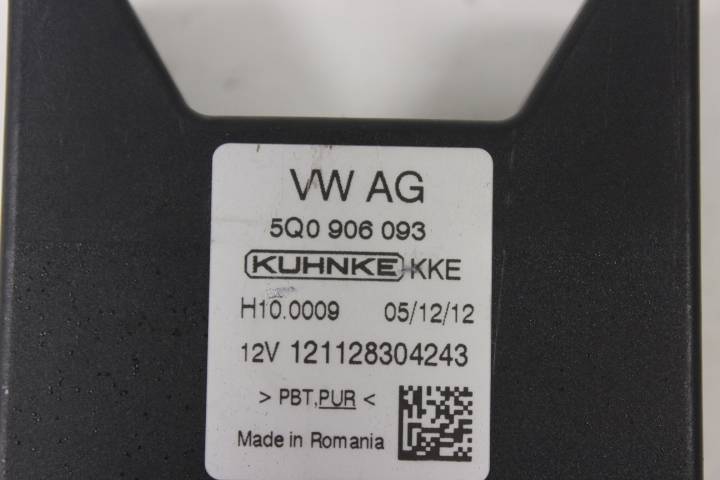 VW AG
5Q0 906 093
KUHNKE KKE
H10.0009 05/12/12
12V 121128304243
> PBT,PUR <
Made in Romania